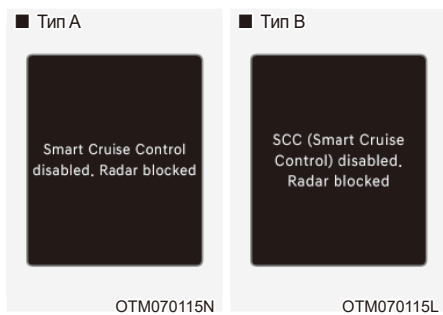 ■ Тип A
Smart Cruise Control
disabled. Radar blocked
OTM070115N
■ Тип B
SCC (Smart Cruise
Control) disabled.
Radar blocked
OTM070115L